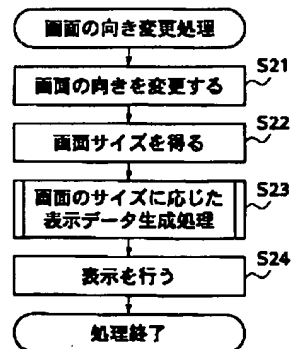 画面の向き変更処理
S21
画面の向きを変更する
S22
画面サイズを得る
S23
画面のサイズに応じた
表示データ生成処理
S24
表示を行う
処理終了